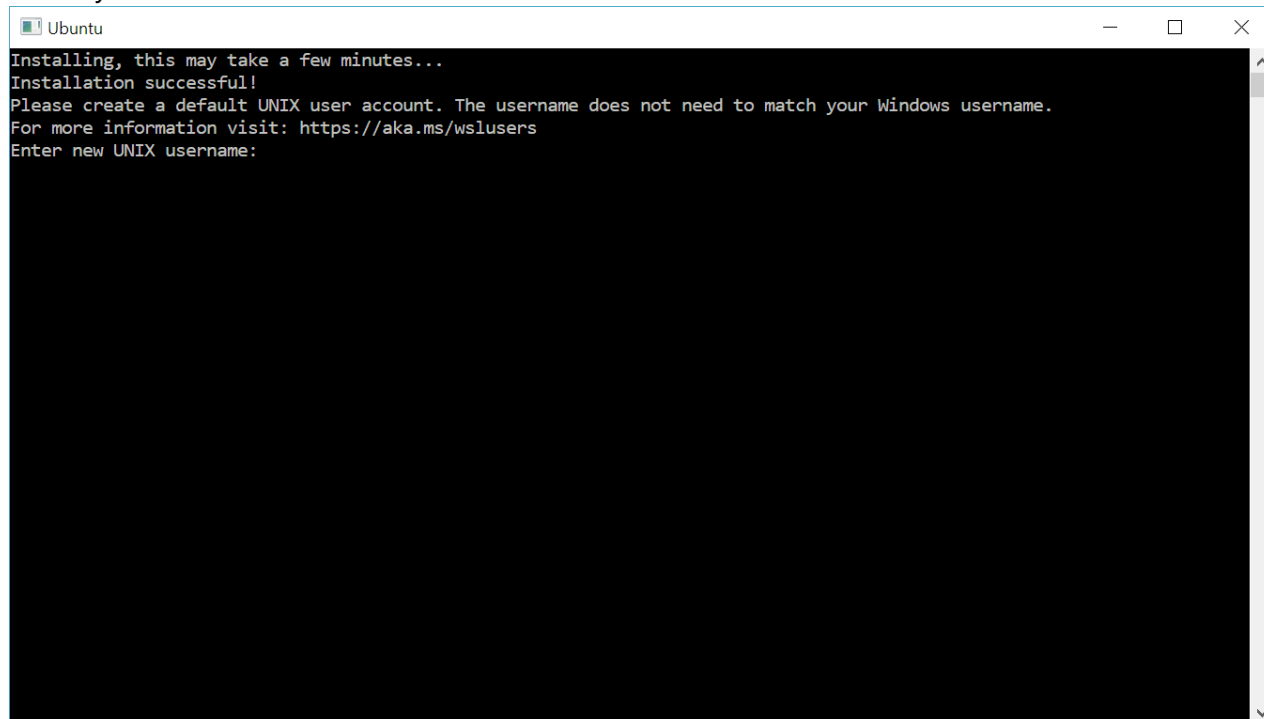 Ubuntu
Installing, this may take a few minutes...
Installation successful!
Please create a default UNIX user account. The username does not need to match your Windows username.
For more information visit: https://aka.ms/wslusers
Enter new UNIX username: